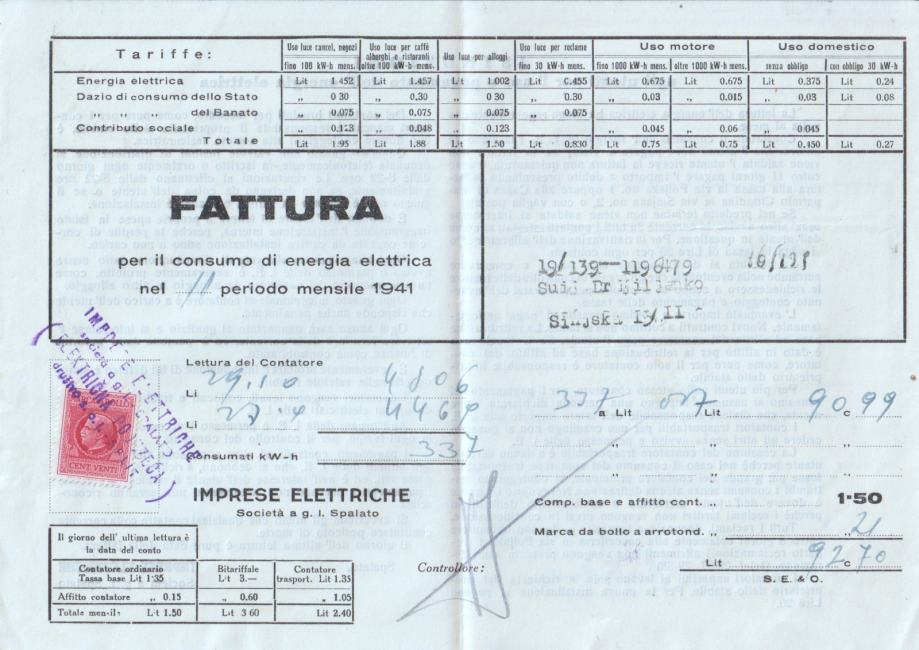 Tariffe: Uso luce cancel, negozi fino 100 kW-h mens. Uso luce per caffè alberghi e ristoranti oltre 100 kW-h mens. Uso luce per alloggi Uso luce per reclame fino 30 kW-h mens. Uso motore fino 1000 kW-h mens. oltre 1000 kW-h mens. Uso domestico senza obbligo con obbligo 30 kW-h
Energia elettrica Lit 1.452 Lit 1.457 Lit 1.002 Lit 0.455 Lit 0.675 Lit 0.675 Lit 0.375 Lit 0.24
Dazio di consumo dello Stato „ 0 30 „ 0,30 „ 0.30 „ 0.30 „ 0.03 „ 0.015 „ 0.03 Lit 0.08
„ „ „ del Banato „ 0.075 „ 0.075 „ 0.075 „ 0.075
Contributo sociale „ 0.123 „ 0.048 „ 0.123 „ 0.045 „ 0.06 „ 0.045
Totale Lit 1.95 Lit 1.88 Lit 1.50 Lit 0.830 Lit 0.75 Lit 0.75 Lit 0.450 Lit 0.27
FATTURA
per il consumo di energia elettrica
nel 11 periodo mensile 1941
19/139--119679
Dr Miljenko
Sinjska 13/11
IMPRESE ELETTRICHE
CENT. VENTI
Lettura del Contatore
Li 29.10 4806
Li 27.9 4469
Consumati kW-h 337
337 a Lit 027 Lit 90 c 99
„ „ „
„ „ „
IMPRESE ELETTRICHE
Società a g. l. Spalato
Comp. base e affitto cont. „ 1·50
Marca da bollo a arrotond. „ 21
Lit 92 c 70
S. E. & O.
Controllore:
Il giorno dell' ultima lettura è
la data del conto
Contatore ordinario Bitariffale Contatore
Tassa base Lit 1·35 Lit 3.— trasport. Lit 1.35
Affitto contatore „ 0.15 „ 0.60 „ 1.05
Totale mensile Lit 1.50 Lit 3 60 Lit 2.40